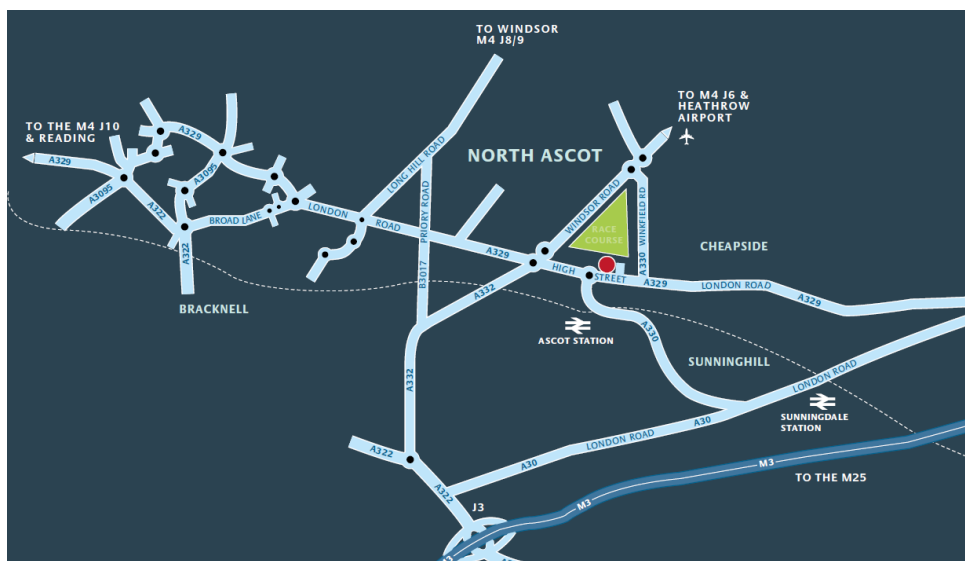 TO WINDSOR
M4 J8/9
TO M4 J6 &
HEATHROW
AIRPORT
TO THE M4 J10
& READING
A329
A329
A3095
A3095
A322
A322
BROAD LANE
LONDON
ROAD
LONG HILL ROAD
PRIORY ROAD
B3017
NORTH ASCOT
WINDSOR ROAD
RACE
COURSE
WINKFIELD RD
A330
CHEAPSIDE
A329
HIGH
STREET
A329
LONDON ROAD
A329
BRACKNELL
A332
ASCOT STATION
A330
SUNNINGHILL
LONDON ROAD
SUNNINGDALE
STATION
A332
A30
LONDON ROAD
A30
A322
A322
J3
M3
TO THE M25
M3
M3